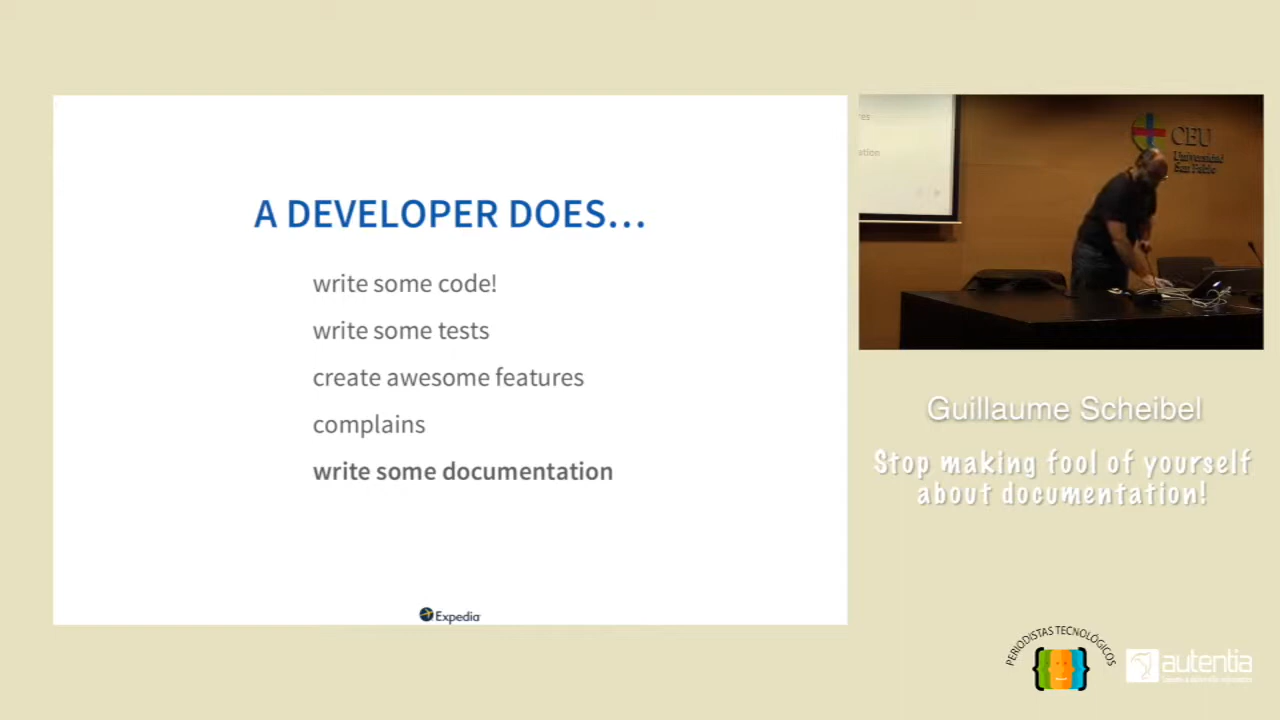 A DEVELOPER DOES...
write some code!
write some tests
create awesome features
complains
write some documentation
Expedia
CEU
Universidad
San Pablo
Guillaume Scheibel
Stop making fool of yourself
about documentation!
PERIODISTAS TECNOLÓGICOS
autentia